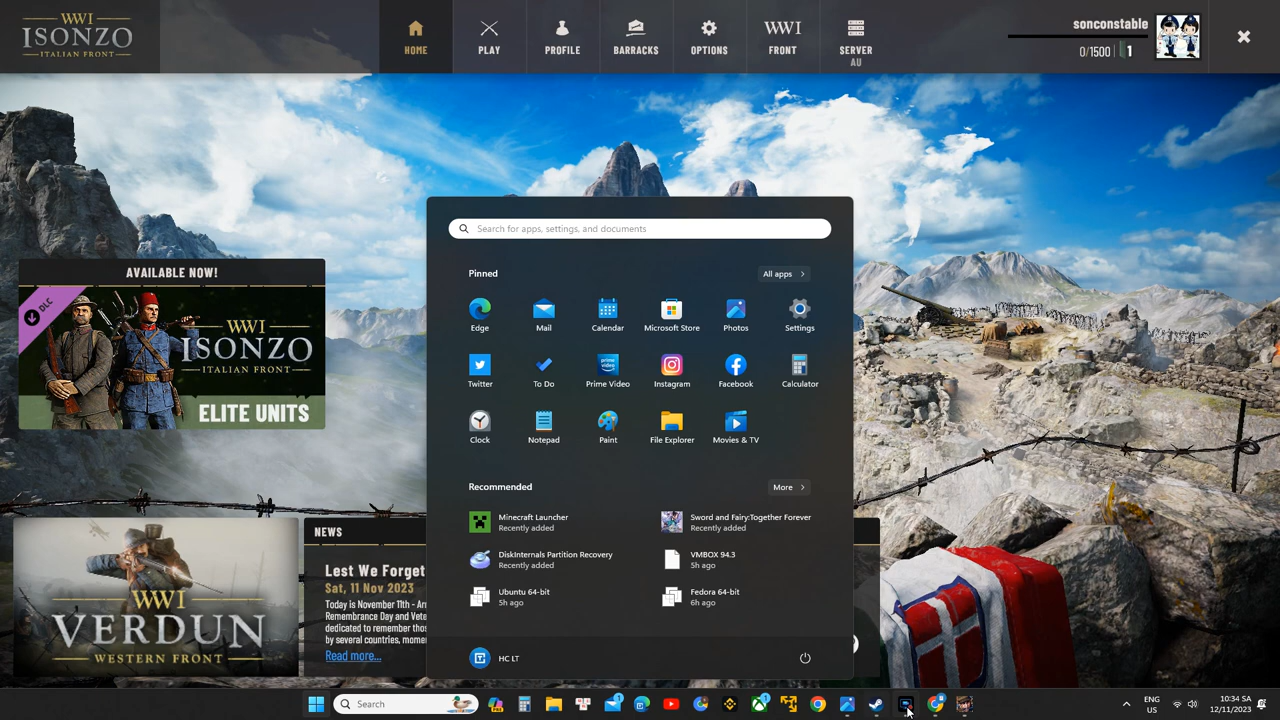 WWI
ISONZO
ITALIAN FRONT
HOME
PLAY
PROFILE
BARRACKS
OPTIONS
WWI
FRONT
SERVER
AU
sonconstable
0/1500
1
AVAILABLE NOW!
DLC
WWI
ISONZO
ITALIAN FRONT
ELITE UNITS
WWI
VERDUN
WESTERN FRONT
NEWS
Lest We Forget
Sat, 11 Nov 2023
Today is November 11th - Ar
Remembrance Day and Vete
dedicated to remember thos
by several countries, mome
Read more...
Search for apps, settings, and documents
Pinned
All apps
Edge
Mail
Calendar
Microsoft Store
Photos
Settings
Twitter
To Do
Prime Video
Instagram
Facebook
Calculator
Clock
Notepad
Paint
File Explorer
Movies & TV
Recommended
More
Minecraft Launcher
Recently added
Sword and Fairy:Together Forever
Recently added
DiskInternals Partition Recovery
Recently added
VMBOX 94.3
5h ago
Ubuntu 64-bit
5h ago
Fedora 64-bit
6h ago
HC LT
Search
ENG
US
10:34 SA
12/11/2023